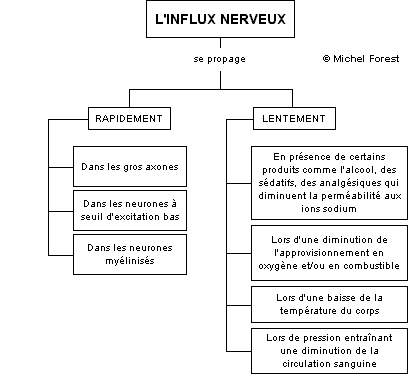 L'INFLUX NERVEUX
se propage
© Michel Forest
RAPIDEMENT
LENTEMENT
Dans les gros axones
Dans les neurones à
seuil d'excitation bas
Dans les neurones
myélinisés
En présence de certains
produits comme l'alcool, des
sédatifs, des analgésiques qui
diminuent la perméabilité aux
ions sodium
Lors d'une diminution de
l'approvisionnement en
oxygène et/ou en combustible
Lors d'une baisse de la
température du corps
Lors de pression entraînant
une diminution de la
circulation sanguine